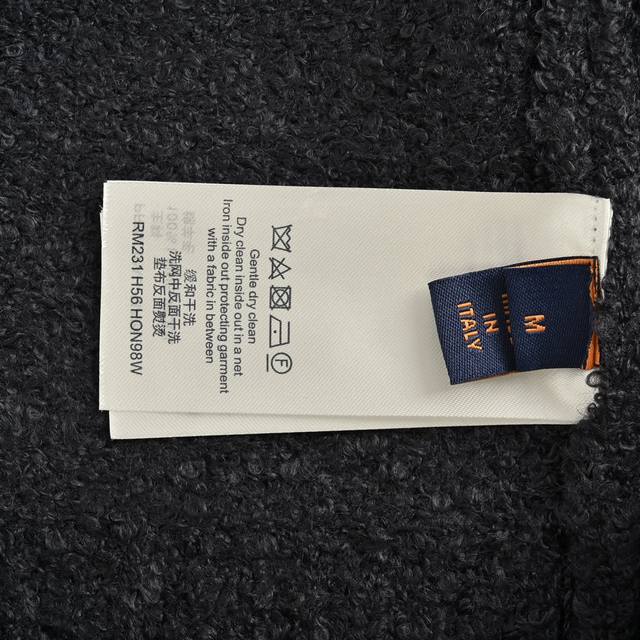 Gentle dry clean
Dry clean inside out in a net
Iron inside out protecting garment
with a fabric in between
缓和干洗
洗网中反面干洗
垫布反面熨烫
RM231 H56 HON98W
M
IN
ITALY